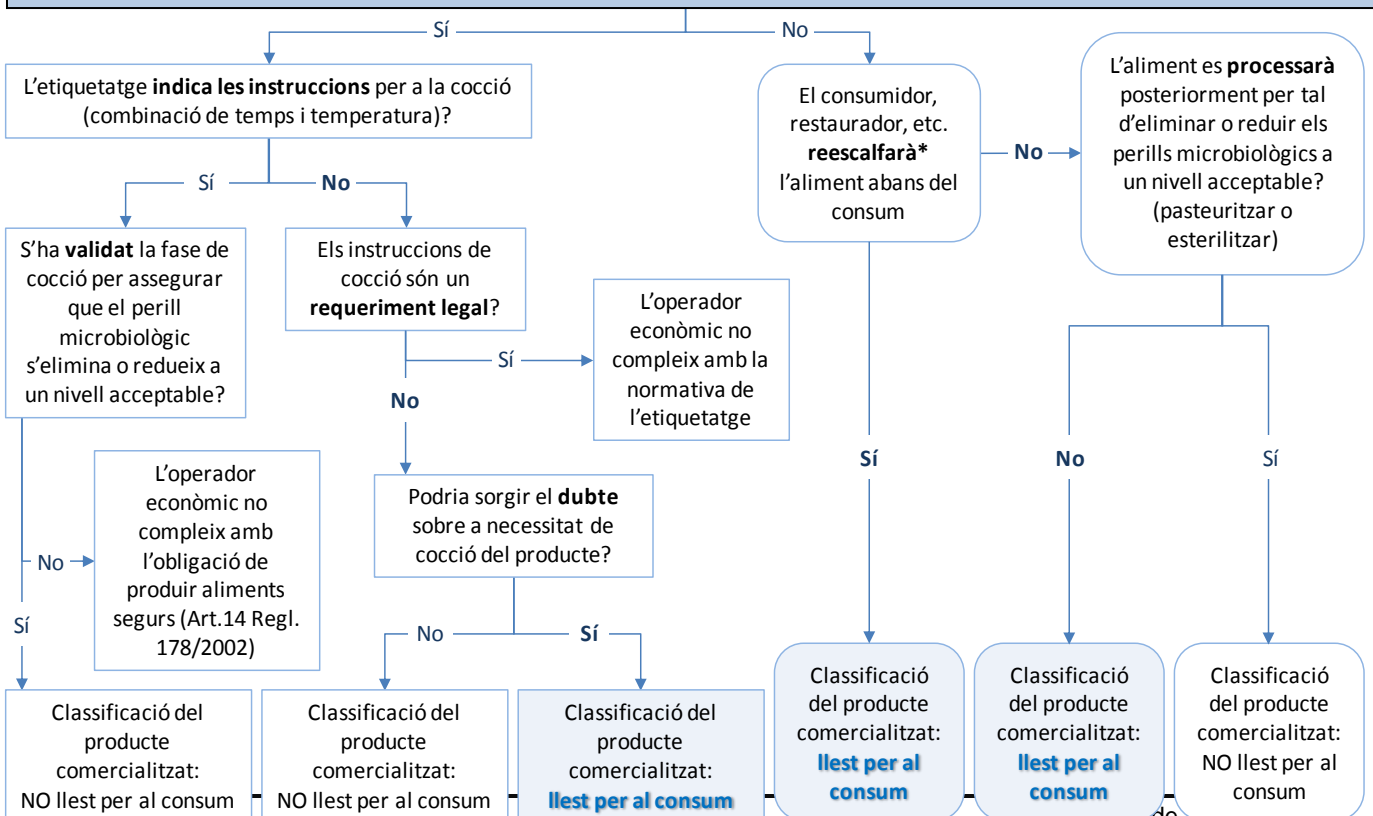 Sí
No
L'etiquetatge indica les instruccions per a la cocció
(combinació de temps i temperatura)?
El consumidor,
restaurador, etc.
reescalfarà*
l'aliment abans del
consum
No
L'aliment es processarà
posteriorment per tal
d'eliminar o reduir els
perills microbiològics a
un nivell acceptable?
(pasteuritzar o
esterilitzar)
Sí
No
S'ha validat la fase de
cocció per assegurar
que el perill
microbiològic
s'elimina o redueix a
un nivell acceptable?
Els instruccions de
cocció són un
requeriment legal?
Sí
L'operador
econòmic no
compleix amb la
normativa de
l'etiquetatge
No
Sí
No
Sí
No
L'operador
econòmic no
compleix amb
l'obligació de
produir aliments
segurs (Art.14 Regl.
178/2002)
Podria sorgir el dubte
sobre a necessitat de
cocció del producte?
Sí
No
Sí
Classificació del
producte
comercialitzat:
NO llest per al consum
Classificació del
producte
comercialitzat:
NO llest per al consum
Classificació del
producte
comercialitzat:
llest per al consum
Classificació
del producte
comercialitzat:
llest per al
consum
Classificació
del producte
comercialitzat:
llest per al
consum
Classificació
del producte
comercialitzat:
NO llest per al
consum